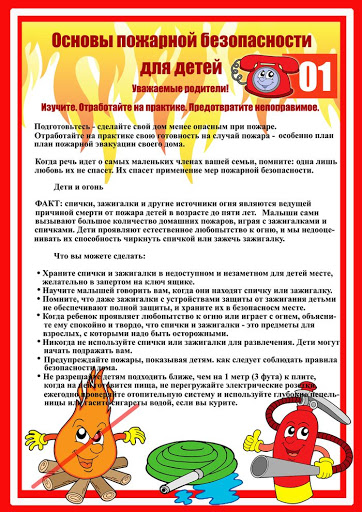 Основы пожарной безопасности
для детей
01
Уважаемые родители!
Изучите. Отработайте на практике. Предотвратите непоправимое.
Подготовьтесь - сделайте свой дом менее опасным при пожаре.
Отработайте на практике свою готовность на случай пожара - особенно план
план пожарной эвакуации своего дома.
Когда речь идет о самых маленьких членах вашей семьи, помните: одна лишь
любовь их не спасет. Их спасет применение мер пожарной безопасности.
Дети и огонь
ФАКТ: спички, зажигалки и другие источники огня являются ведущей
причиной смерти от пожара детей в возрасте до пяти лет. Малыши сами
вызывают большое количество домашних пожаров, играя с зажигалками и
спичками. Дети проявляют естественное любопытство к огню, и мы недооце-
нивать их способность чиркнуть спичкой или зажечь зажигалку.
Что вы можете сделать:
• Храните спички и зажигалки в недоступном и незаметном для детей месте,
желательно в запертом на ключ ящике.
• Научите малышей говорить вам, когда они находят спичку или зажигалку.
• Помните, что даже зажигалки с устройствами защиты от зажигания детьми
не обеспечивают полной защиты, и храните их в безопасном месте.
• Когда ребенок проявляет любопытство к огню или играет с огнем, объясни-
те ему спокойно и твердо, что спички и зажигалки - это предметы для
взрослых, с которыми надо быть осторожными.
• Никогда не используйте спички или зажигалки для развлечения. Дети могут
начать подражать вам.
• Предупреждайте пожары, показывая детям, как следует соблюдать правила
безопасности дома.
• Не разрешайте детям подходить ближе, чем на 1 метр (3 фута) к плите,
когда на ней готовится пища, не перегружайте электрические розетки,
ежегодно проверяйте отопительную систему и используйте глубокие пепель-
ницы или гасите сигареты водой, если вы курите.